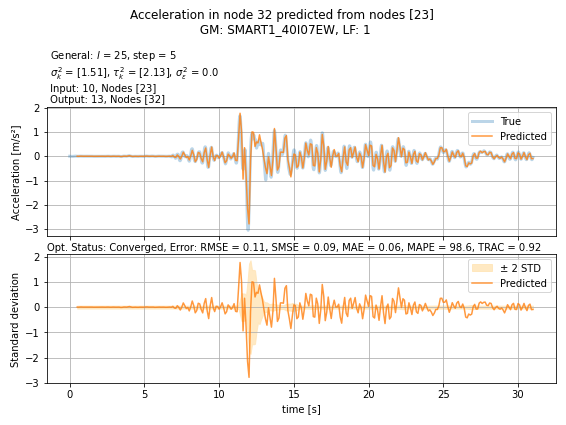 Acceleration in node 32 predicted from nodes [23]
GM: SMART1_40I07EW, LF: 1
General: l = 25, step = 5
σ²ₖ = [1.51], τ²ₖ = [2.13], σ²ε = 0.0
Input: 10, Nodes [23]
Output: 13, Nodes [32]
Acceleration [m/s²]
2
1
0
−1
−2
−3
True
Predicted
Opt. Status: Converged, Error: RMSE = 0.11, SMSE = 0.09, MAE = 0.06, MAPE = 98.6, TRAC = 0.92
Standard deviation
2
1
0
−1
−2
−3
± 2 STD
Predicted
0 5 10 15 20 25 30
time [s]